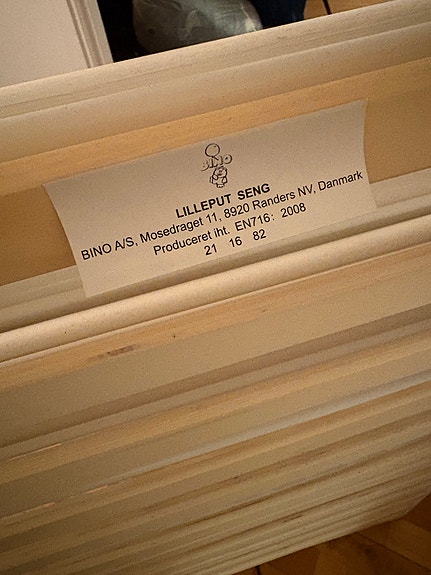 BINO
LILLEPUT SENG
BINO A/S, Mosedraget 11, 8920 Randers NV, Danmark
Produceret iht. EN716: 2008
21 16 82